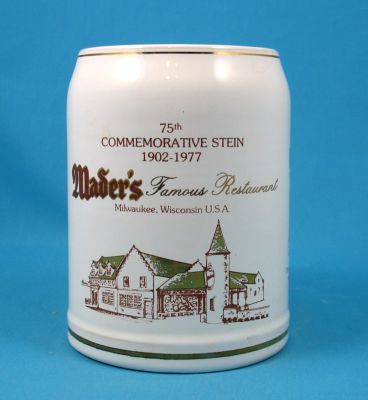 75th
COMMEMORATIVE STEIN
1902-1977
Mader's Famous Restaurant
Milwaukee, Wisconsin U.S.A.